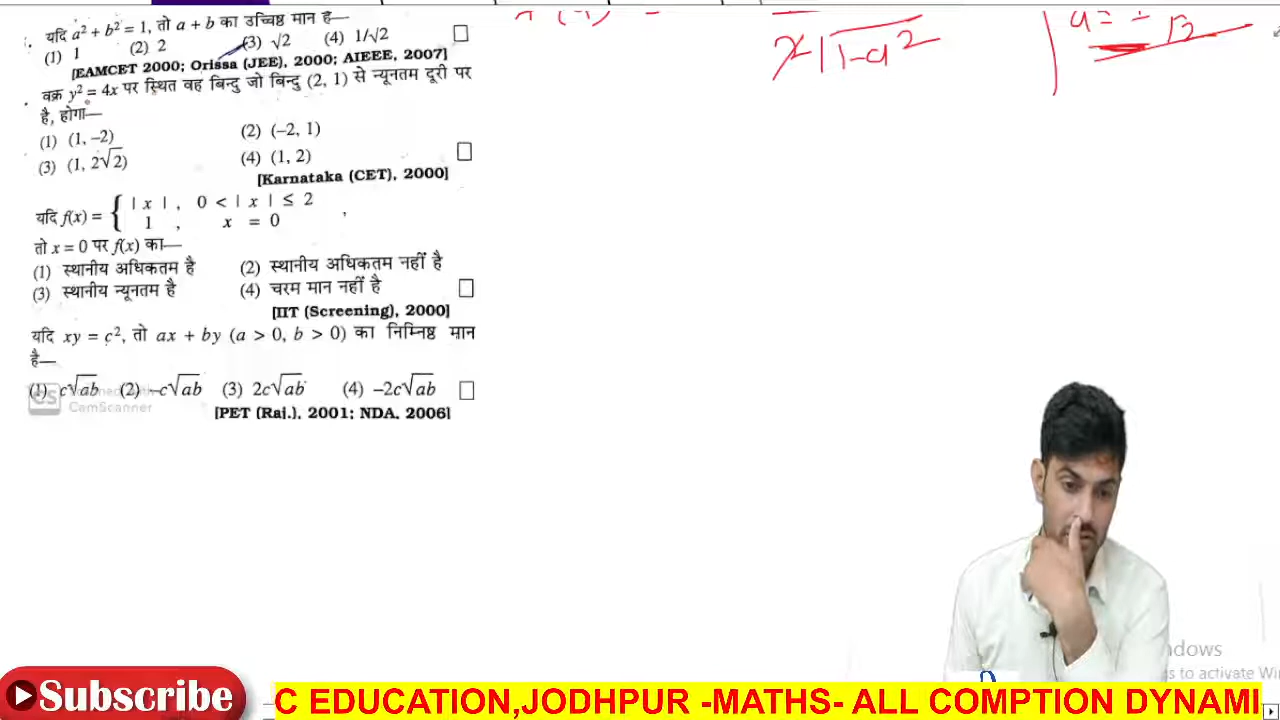 यदि a² + b² = 1, तो a + b का उच्चिष्ठ मान है—
(1) 1 (2) 2 (3) √2 (4) 1/√2
[EAMCET 2000; Orissa (JEE), 2000; AIEEE, 2007]
वक्र y² = 4x पर स्थित वह बिन्दु जो बिन्दु (2, 1) से न्यूनतम दूरी पर
है, होगा—
(1) (1, –2) (2) (–2, 1)
(3) (1, 2√2) (4) (1, 2)
[Karnataka (CET), 2000]
यदि f(x) = { | x | , 0 < | x | ≤ 2
1 , x = 0 ,
तो x = 0 पर f(x) का—
(1) स्थानीय अधिकतम है (2) स्थानीय अधिकतम नहीं है
(3) स्थानीय न्यूनतम है (4) चरम मान नहीं है
[IIT (Screening), 2000]
यदि xy = c², तो ax + by (a > 0, b > 0) का निम्निष्ठ मान
है—
(1) c√ab (2) –c√ab (3) 2c√ab (4) –2c√ab
[PET (Raj.), 2001; NDA, 2006]
CS
CamScanner
2√1-a²
Subscribe
C EDUCATION,JODHPUR -MATHS- ALL COMPTION DYNAMI